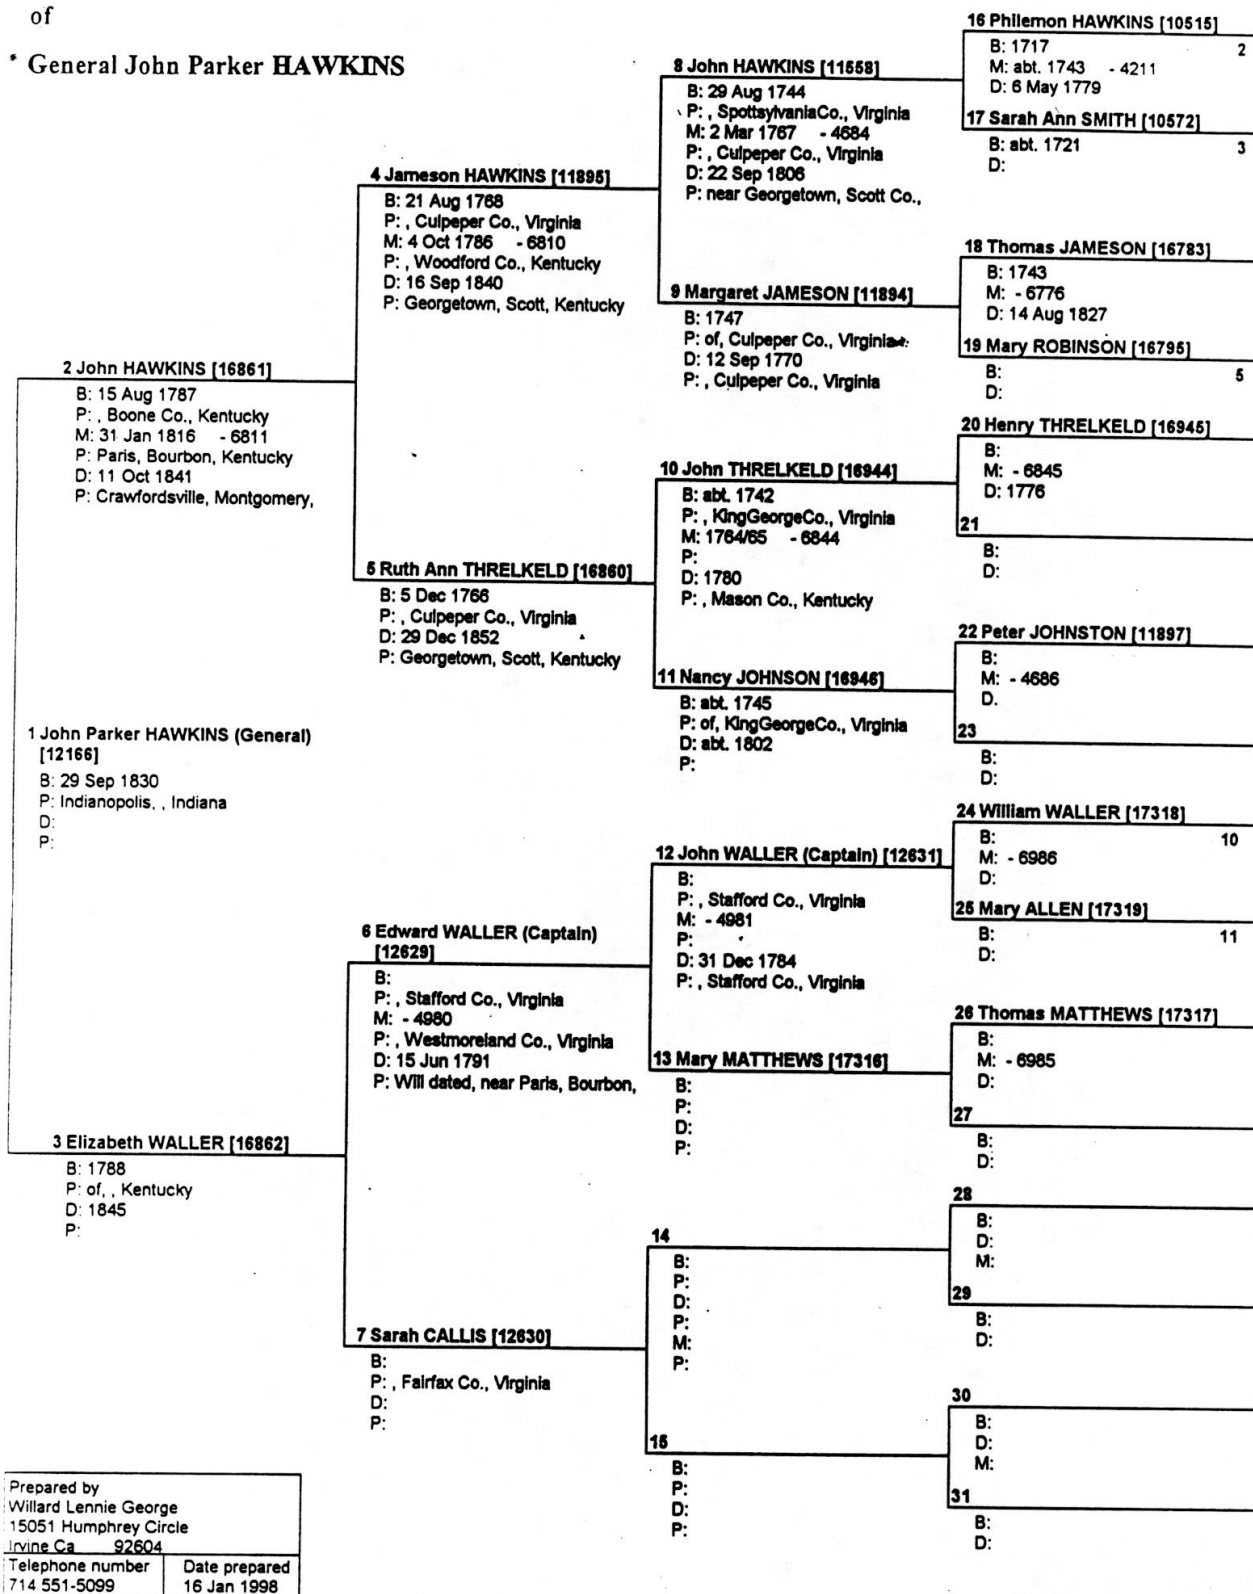 of
General John Parker HAWKINS
1 John Parker HAWKINS (General)
[12166]
B: 29 Sep 1830
P: Indianopolis, , Indiana
D:
P:
2 John HAWKINS [16861]
B: 15 Aug 1787
P: , Boone Co., Kentucky
M: 31 Jan 1816 - 6811
P: Paris, Bourbon, Kentucky
D: 11 Oct 1841
P: Crawfordsville, Montgomery,
3 Elizabeth WALLER [16862]
B: 1788
P: of, , Kentucky
D: 1845
P:
4 Jameson HAWKINS [11895]
B: 21 Aug 1768
P: , Culpeper Co., Virginia
M: 4 Oct 1786 - 6810
P: , Woodford Co., Kentucky
D: 16 Sep 1840
P: Georgetown, Scott, Kentucky
5 Ruth Ann THRELKELD [16860]
B: 5 Dec 1766
P: , Culpeper Co., Virginia
D: 29 Dec 1852
P: Georgetown, Scott, Kentucky
6 Edward WALLER (Captain)
[12629]
B:
P: , Stafford Co., Virginia
M: - 4980
P: , Westmoreland Co., Virginia
D: 15 Jun 1791
P: Will dated, near Paris, Bourbon,
7 Sarah CALLIS [12630]
B:
P: , Fairfax Co., Virginia
D:
P:
8 John HAWKINS [11558]
B: 29 Aug 1744
P: , SpottsylvaniaCo., Virginia
M: 2 Mar 1767 - 4684
P: , Culpeper Co., Virginia
D: 22 Sep 1806
P: near Georgetown, Scott Co.,
9 Margaret JAMESON [11894]
B: 1747
P: of, Culpeper Co., Virginia
D: 12 Sep 1770
P: , Culpeper Co., Virginia
10 John THRELKELD [16944]
B: abt. 1742
P: , KingGeorgeCo., Virginia
M: 1764/65 - 6844
P:
D: 1780
P: , Mason Co., Kentucky
11 Nancy JOHNSON [16946]
B: abt. 1745
P: of, KingGeorgeCo., Virginia
D: abt. 1802
P:
12 John WALLER (Captain) [12631]
B:
P: , Stafford Co., Virginia
M: - 4981
P:
D: 31 Dec 1784
P: , Stafford Co., Virginia
13 Mary MATTHEWS [17316]
B:
P:
D:
P:
14
B:
P:
D:
P:
M:
P:
15
B:
P:
D:
P:
16 Philemon HAWKINS [10515]
B: 1717 2
M: abt. 1743 - 4211
D: 6 May 1779
17 Sarah Ann SMITH [10572]
B: abt. 1721 3
D:
18 Thomas JAMESON [16783]
B: 1743
M: - 6776
D: 14 Aug 1827
19 Mary ROBINSON [16795]
B: 5
D:
20 Henry THRELKELD [16945]
B:
M: - 6845
D: 1776
21
B:
D:
22 Peter JOHNSTON [11897]
B:
M: - 4686
D.
23
B:
D:
24 William WALLER [17318]
B: 10
M: - 6986
D:
25 Mary ALLEN [17319]
B: 11
D:
26 Thomas MATTHEWS [17317]
B:
M: - 6985
D:
27
B:
D:
28
B:
D:
M:
29
B:
D:
30
B:
D:
M:
31
B:
D:
Prepared by
Willard Lennie George
15051 Humphrey Circle
Irvine Ca 92604
Telephone number
714 551-5099
Date prepared
16 Jan 1998